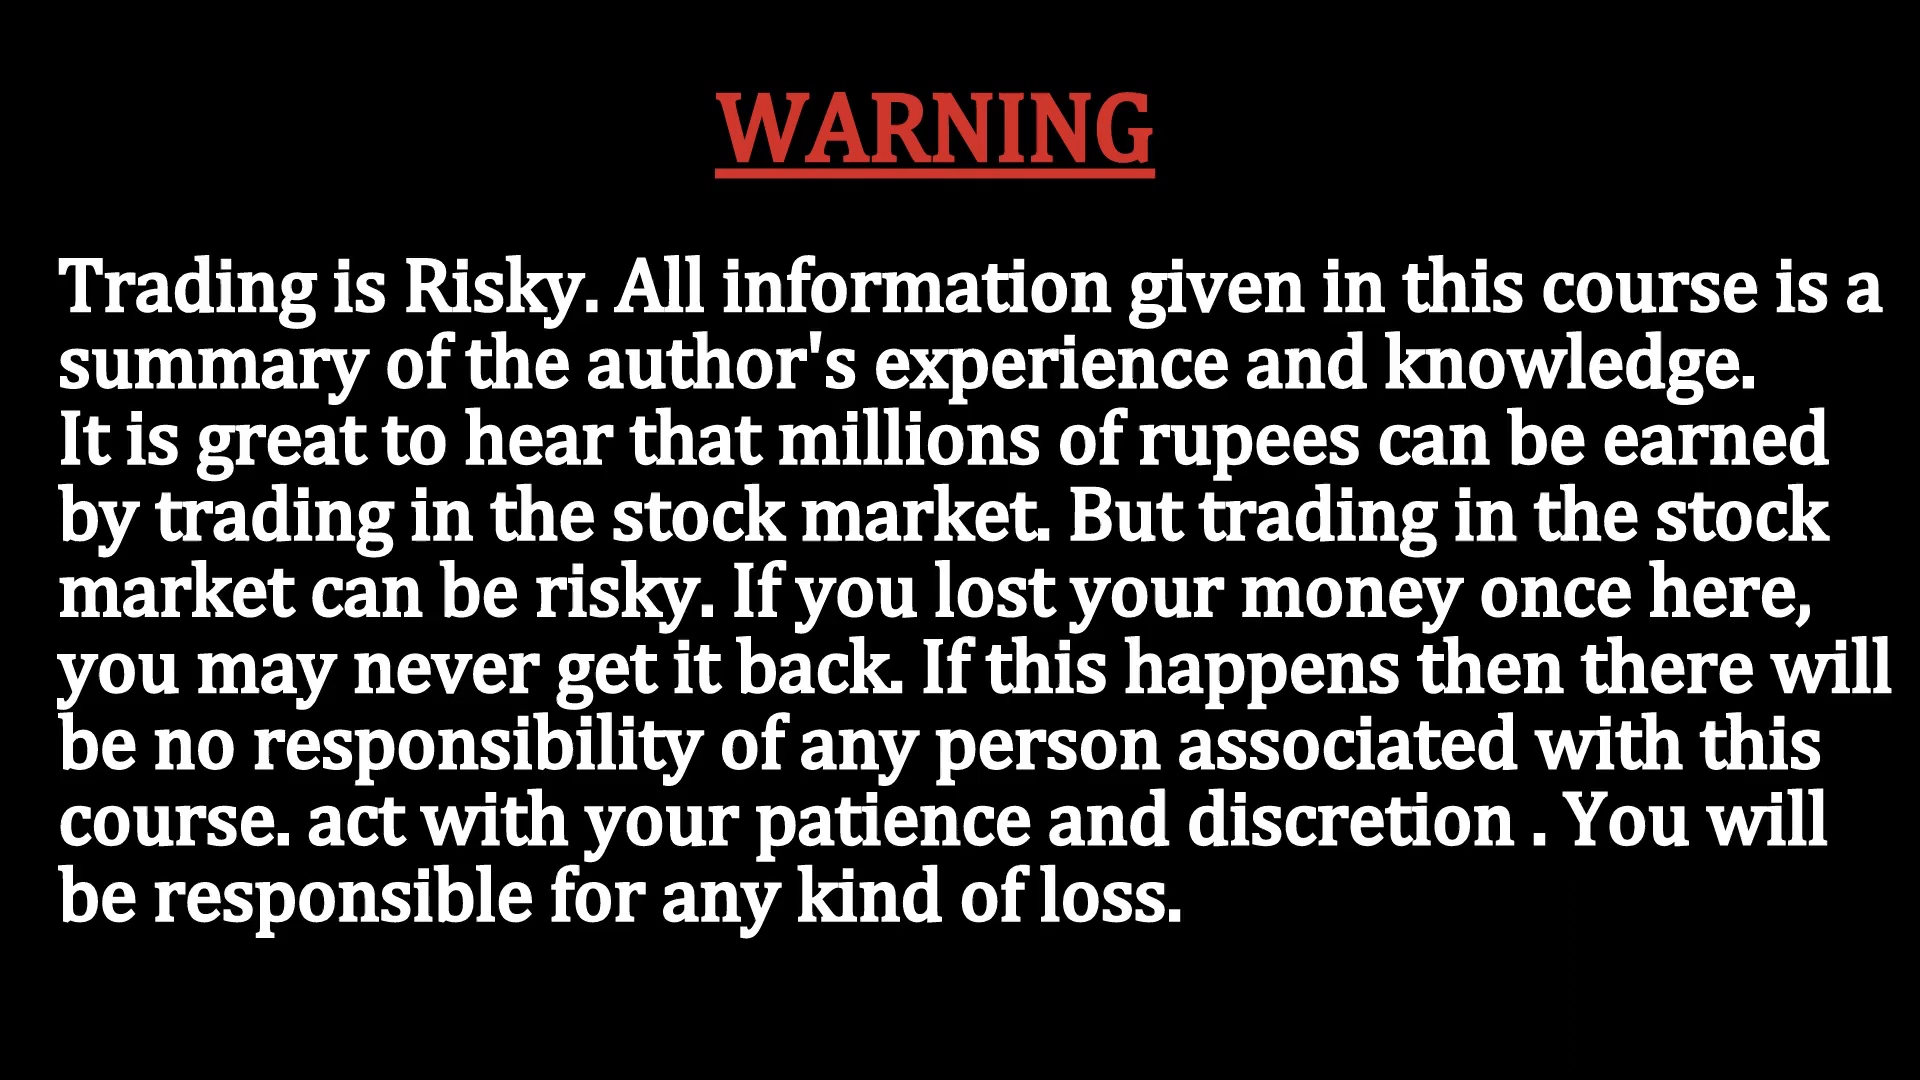 WARNING
Trading is Risky. All information given in this course is a
summary of the author's experience and knowledge.
It is great to hear that millions of rupees can be earned
by trading in the stock market. But trading in the stock
market can be risky. If you lost your money once here,
you may never get it back. If this happens then there will
be no responsibility of any person associated with this
course. act with your patience and discretion . You will
be responsible for any kind of loss.